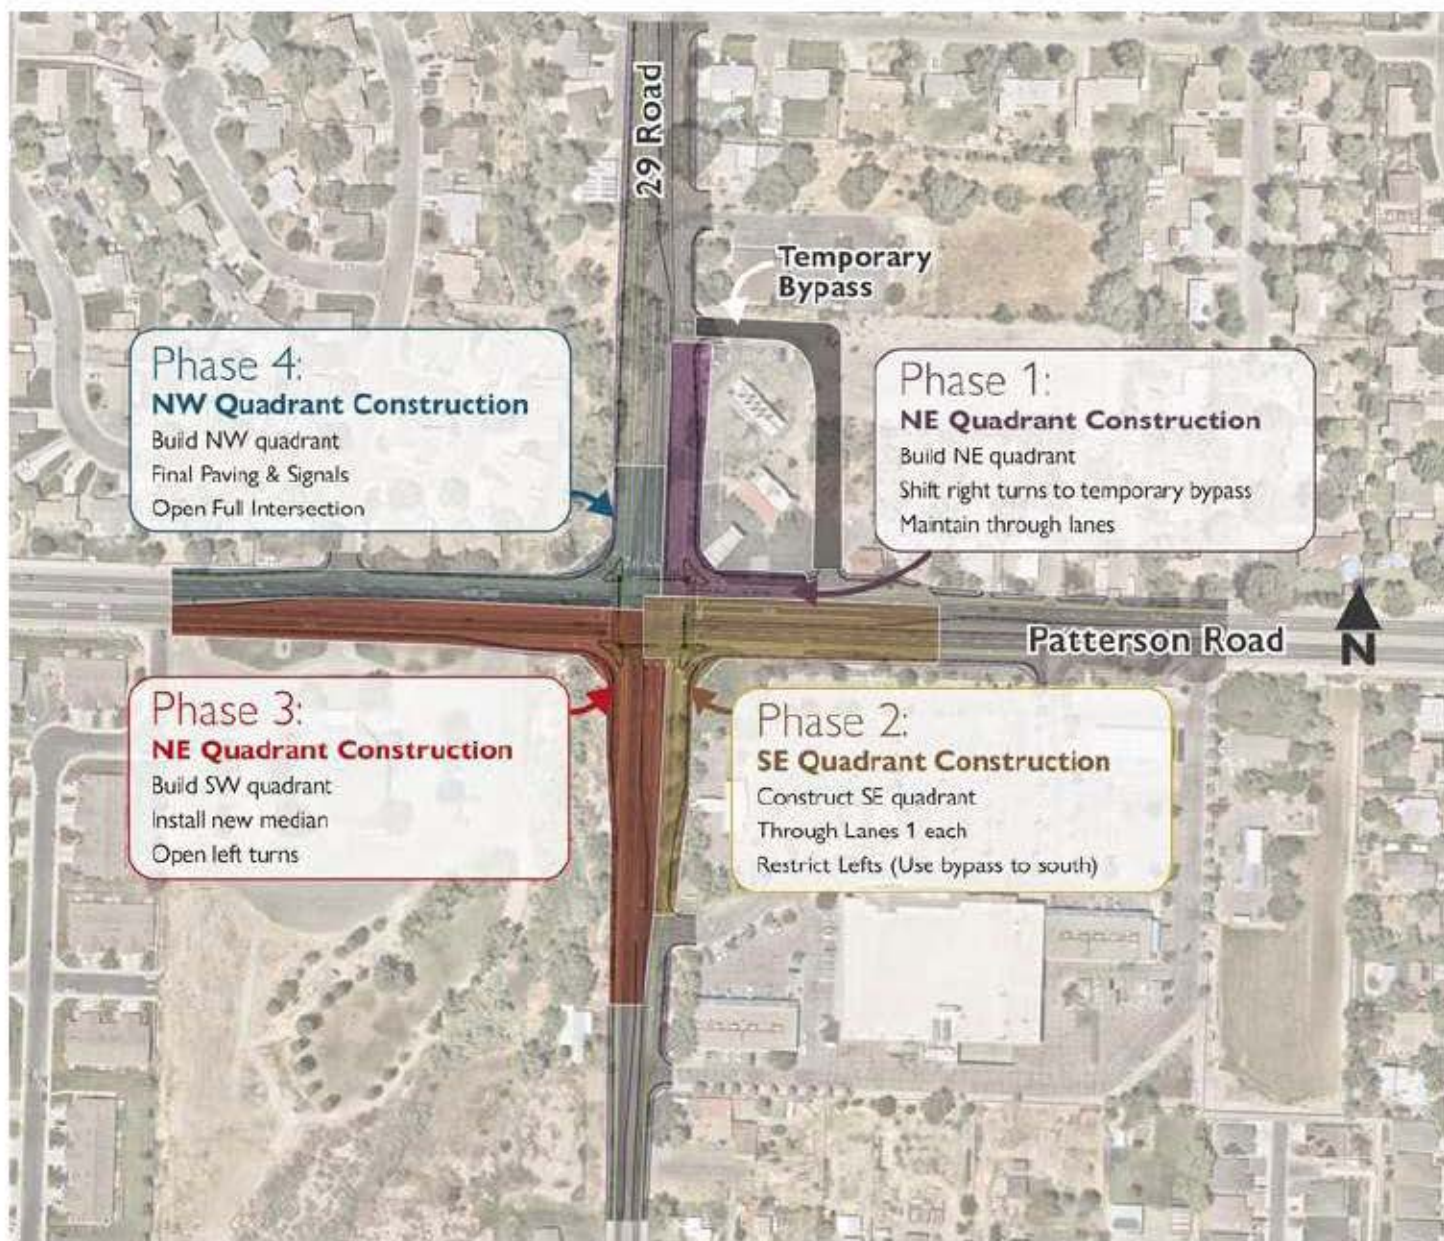 29 Road
Temporary
Bypass
Phase 4:
NW Quadrant Construction
Build NW quadrant
Final Paving & Signals
Open Full Intersection
Phase 1:
NE Quadrant Construction
Build NE quadrant
Shift right turns to temporary bypass
Maintain through lanes
Patterson Road
N
Phase 3:
NE Quadrant Construction
Build SW quadrant
Install new median
Open left turns
Phase 2:
SE Quadrant Construction
Construct SE quadrant
Through Lanes 1 each
Restrict Lefts (Use bypass to south)